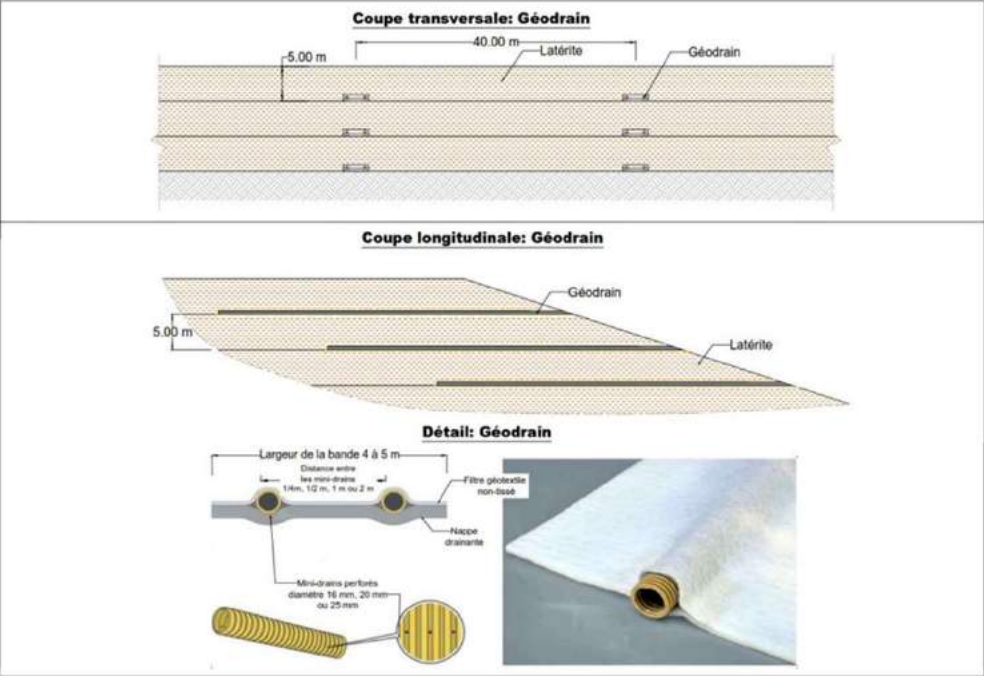 Coupe transversale: Géodrain
40.00 m
Latérite
Géodrain
5.00 m
Coupe longitudinale: Géodrain
Géodrain
5.00 m
Latérite
Détail: Géodrain
Largeur de la bande 4 à 5 m
Distance entre
les mini-drains
1/4m, 1/2 m, 1 m ou 2 m
Filtre géotextile
non-tissé
Nappe
drainante
Mini-drains perforés
diamètre 16 mm, 20 mm
ou 25 mm